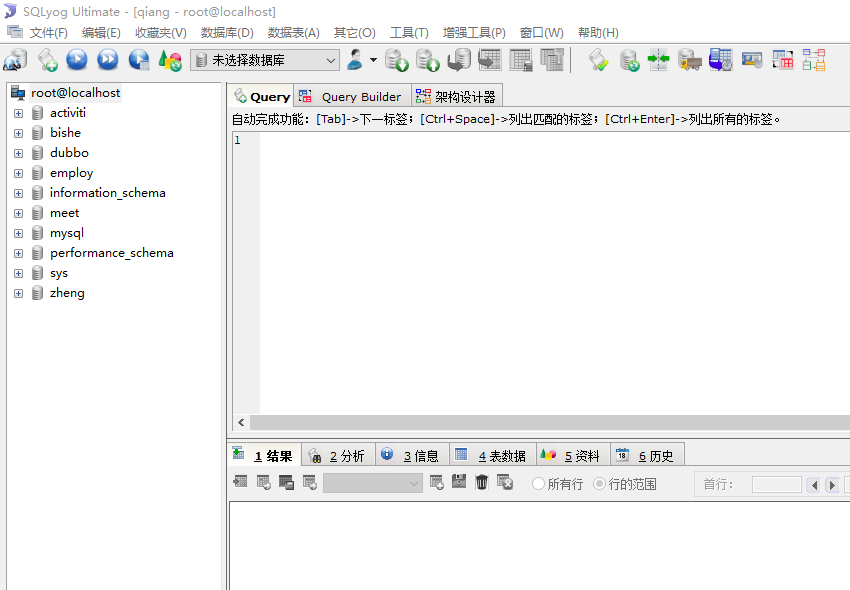 SQLyog Ultimate - [qiang - root@localhost]
文件(F) 编辑(E) 收藏夹(V) 数据库(D) 数据表(A) 其它(O) 工具(T) 增强工具(P) 窗口(W) 帮助(H)
未选择数据库
root@localhost
activiti
bishe
dubbo
employ
information_schema
meet
mysql
performance_schema
sys
zheng
Query Query Builder 架构设计器
自动完成功能: [Tab]->下一标签; [Ctrl+Space]->列出匹配的标签; [Ctrl+Enter]->列出所有的标签。
1
1 结果 2 分析 3 信息 4 表数据 5 资料 6 历史
所有行 行的范围 首行: